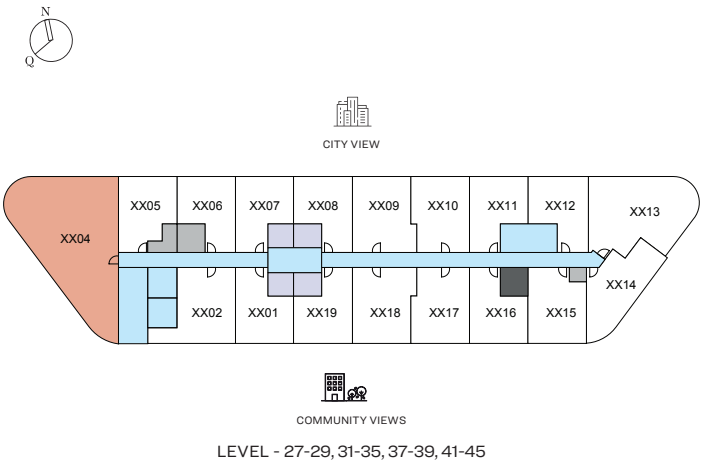 N
Q
CITY VIEW
XX05 XX06 XX07 XX08 XX09 XX10 XX11 XX12 XX13
XX04
XX14
XX02 XX01 XX19 XX18 XX17 XX16 XX15
COMMUNITY VIEWS
LEVEL - 27-29, 31-35, 37-39, 41-45